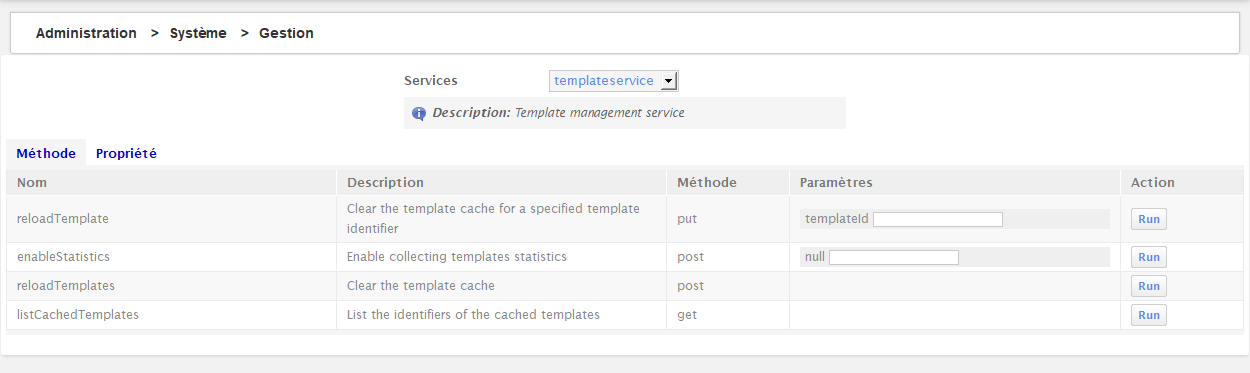 Administration > Système > Gestion
Services templateservice
Description: Template management service
Méthode Propriété
Nom Description Méthode Paramètres Action
reloadTemplate Clear the template cache for a specified template identifier put templateId Run
enableStatistics Enable collecting templates statistics post null Run
reloadTemplates Clear the template cache post Run
listCachedTemplates List the identifiers of the cached templates get Run